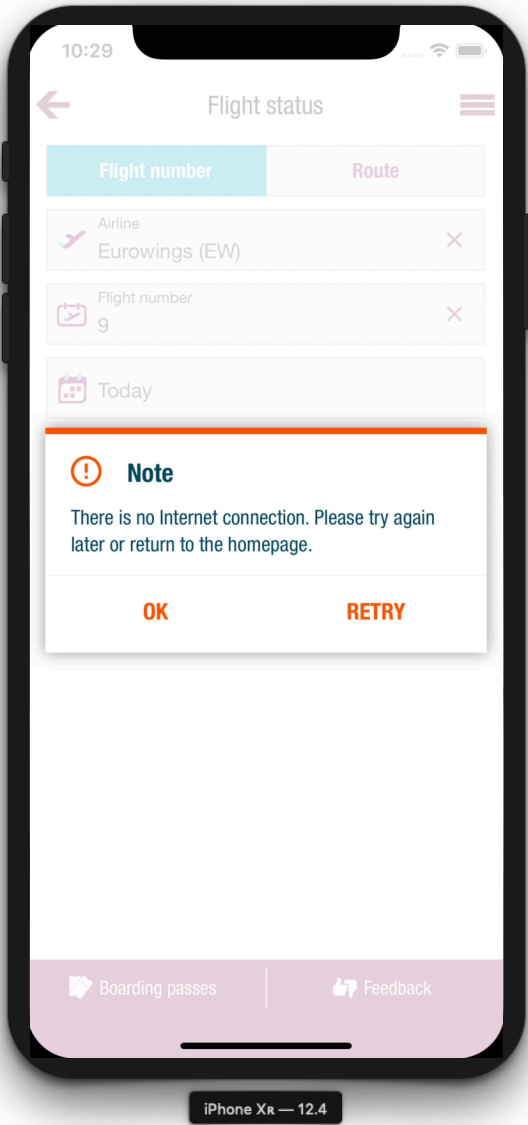 10:29
Flight status
Flight number Route
Airline
Eurowings (EW)
Flight number
9
Today
Note
There is no Internet connection. Please try again
later or return to the homepage.
OK RETRY
Boarding passes Feedback
iPhone Xʀ — 12.4